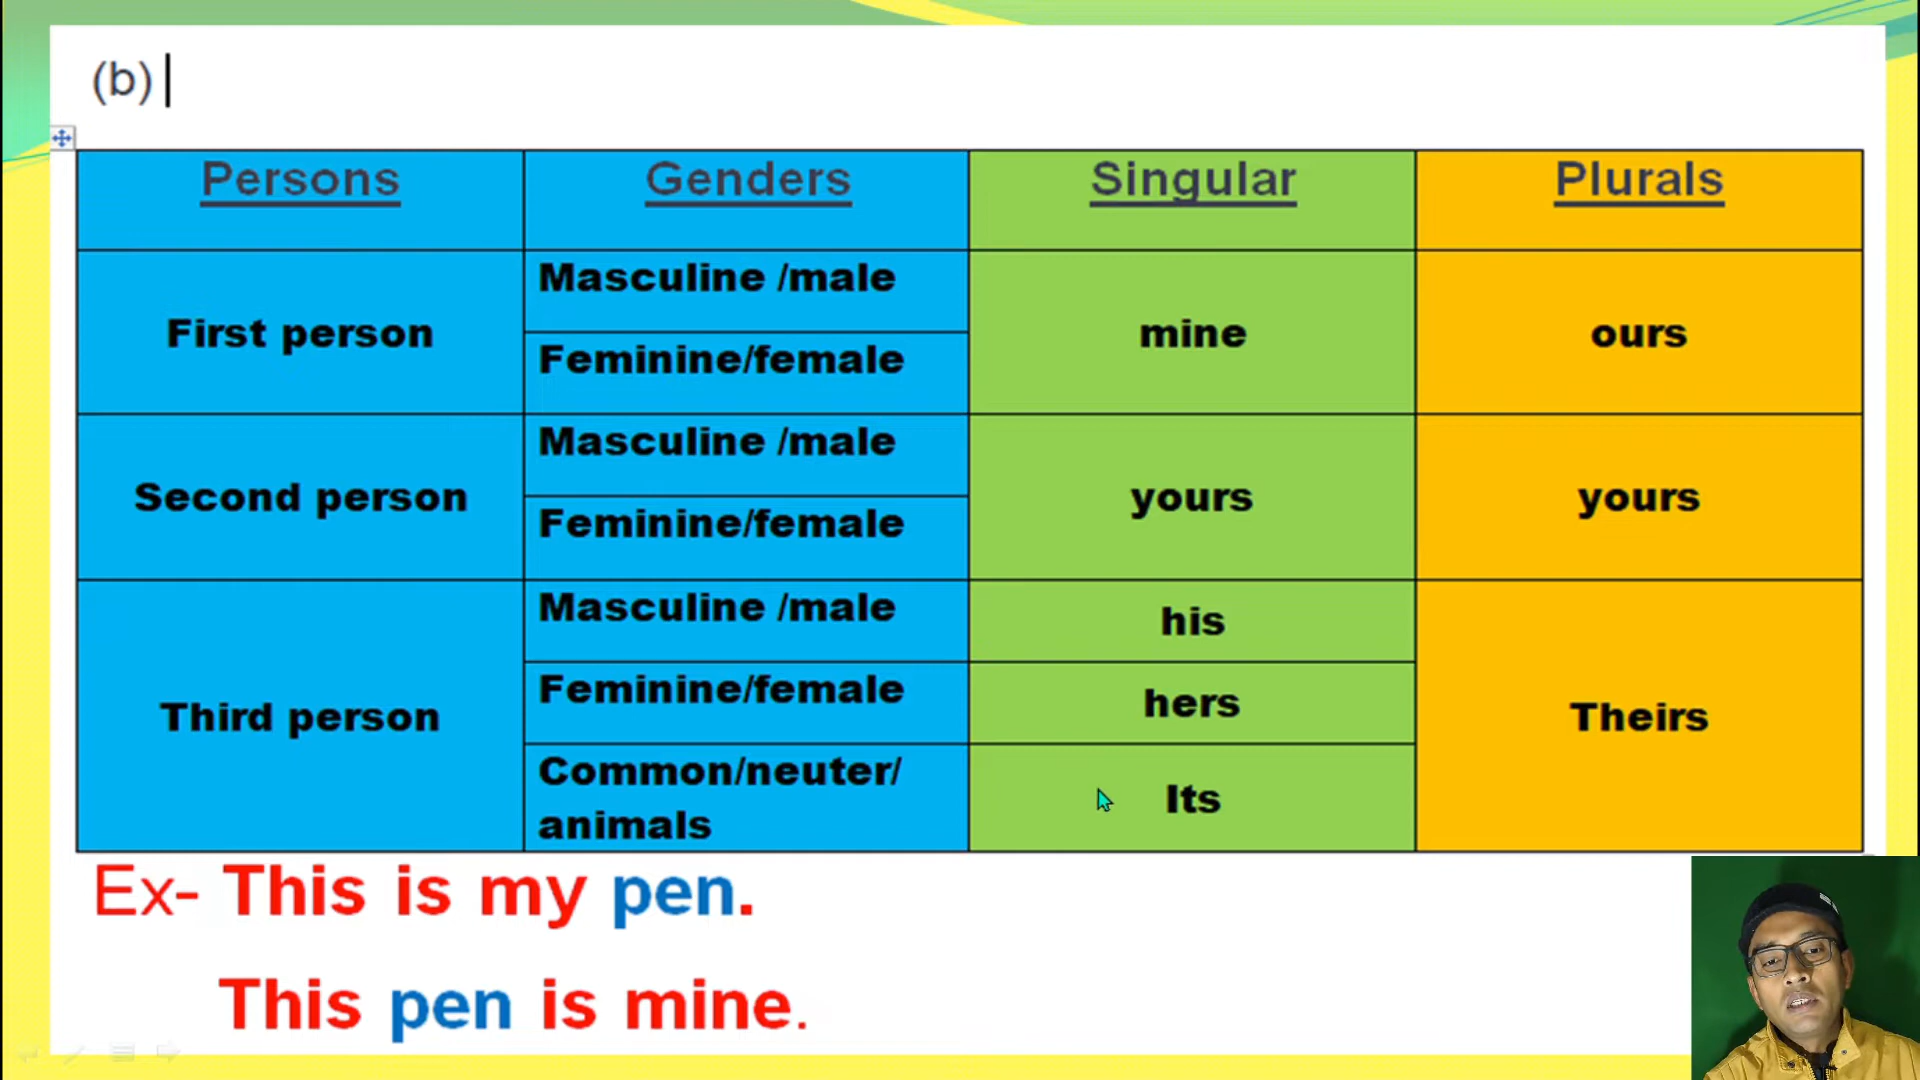 (b)
Persons Genders Singular Plurals
First person Masculine /male mine ours
Feminine/female
Second person Masculine /male yours yours
Feminine/female
Third person Masculine /male his Theirs
Feminine/female hers
Common/neuter/ Its
animals
Ex- This is my pen.
This pen is mine.